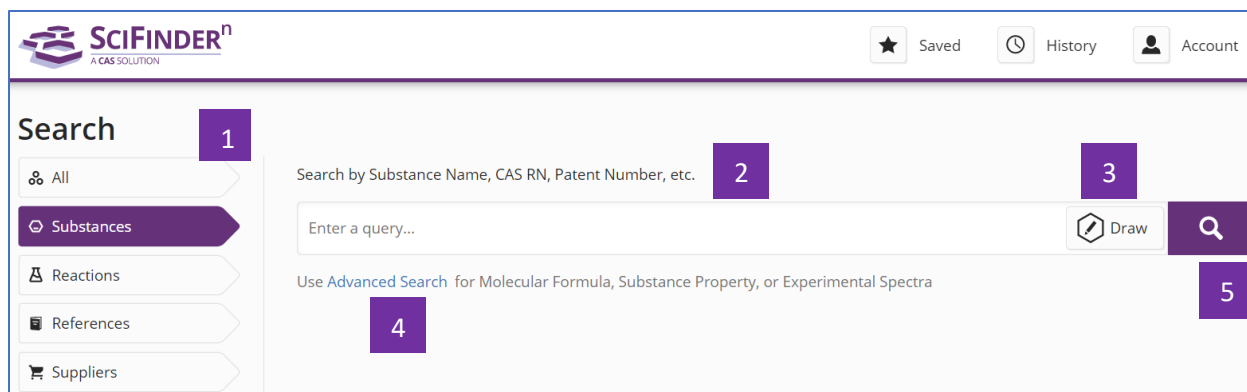 SCIFINDERⁿ
A CAS SOLUTION
Saved
History
Account
Search
1
All
Search by Substance Name, CAS RN, Patent Number, etc.
2
3
Substances
Enter a query...
Draw
Reactions
Use Advanced Search for Molecular Formula, Substance Property, or Experimental Spectra
5
4
References
Suppliers